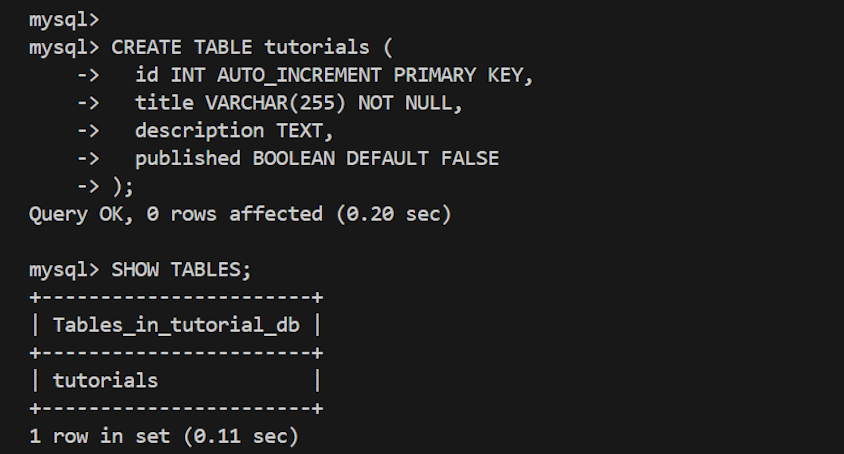 mysql>
mysql> CREATE TABLE tutorials (
    ->   id INT AUTO_INCREMENT PRIMARY KEY,
    ->   title VARCHAR(255) NOT NULL,
    ->   description TEXT,
    ->   published BOOLEAN DEFAULT FALSE
    -> );
Query OK, 0 rows affected (0.20 sec)

mysql> SHOW TABLES;
+-----------------------+
| Tables_in_tutorial_db |
+-----------------------+
| tutorials             |
+-----------------------+
1 row in set (0.11 sec)